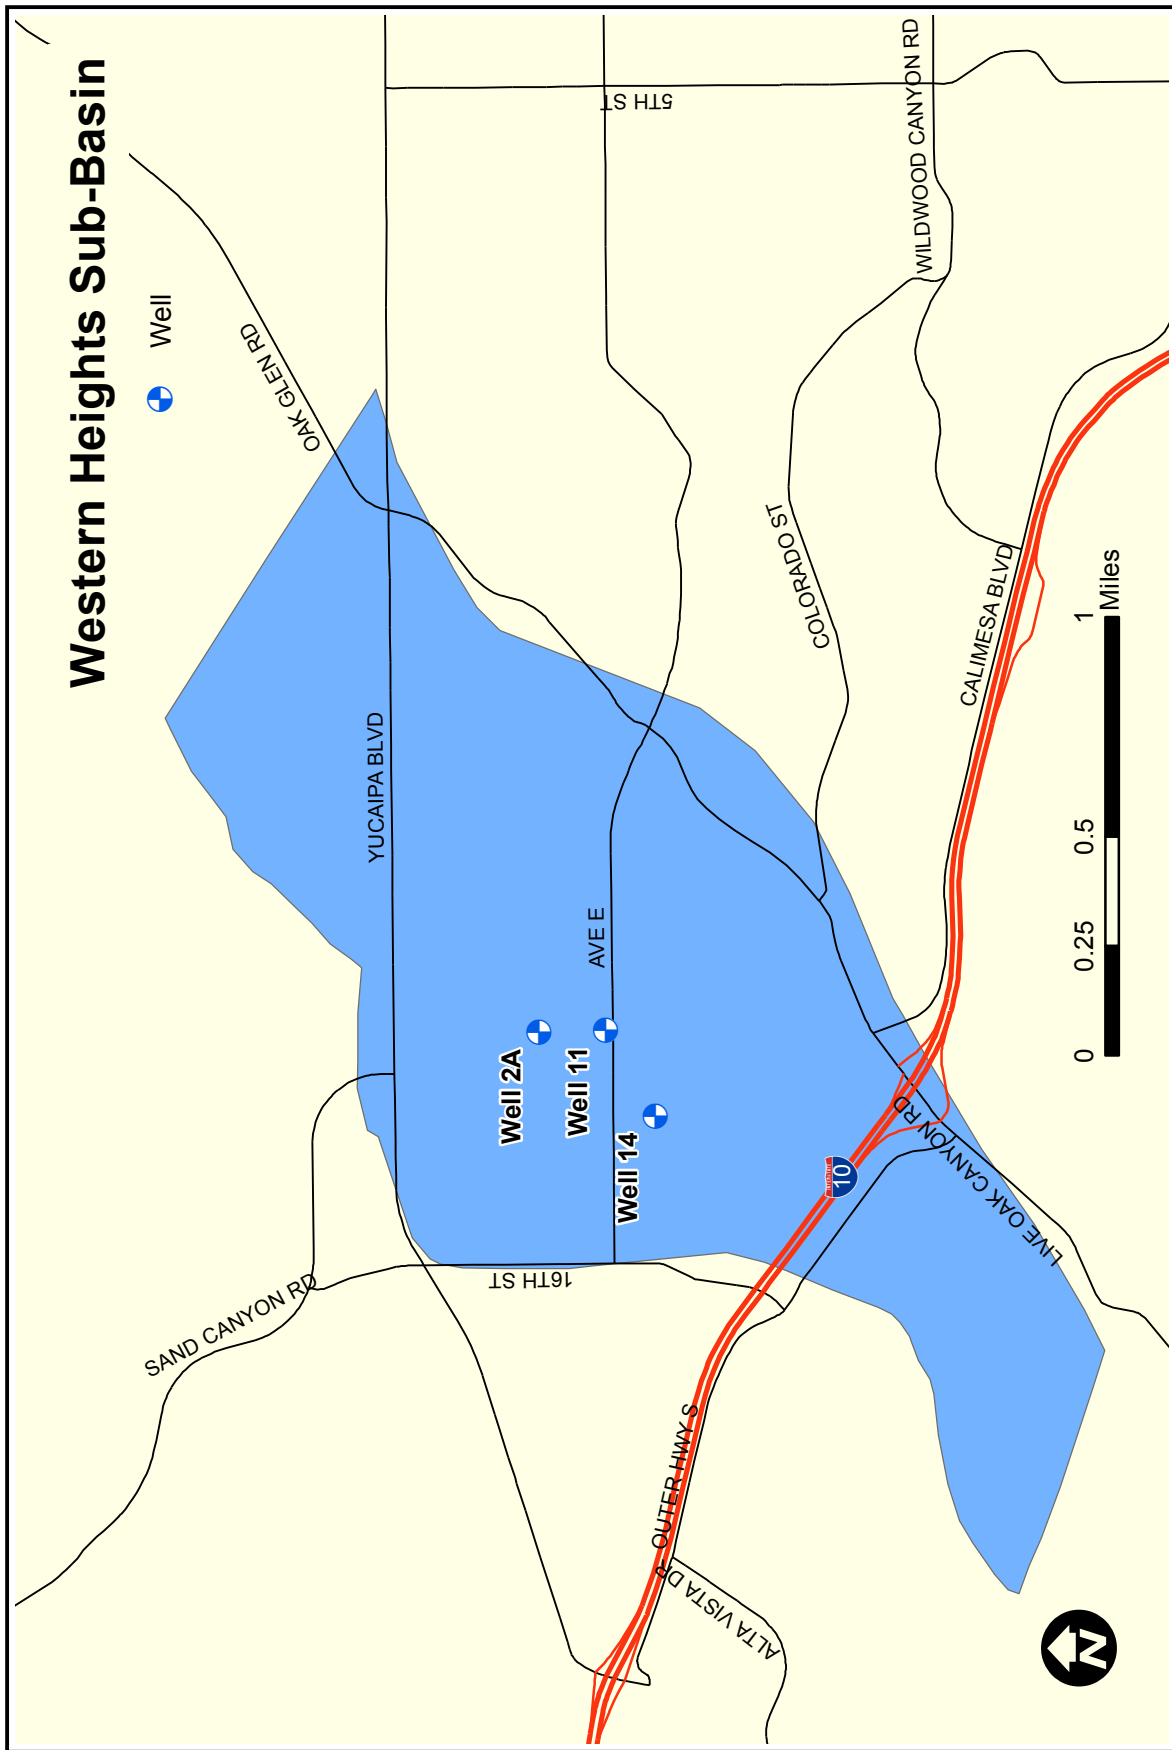 Western Heights Sub-Basin
Well
OAK GLEN RD
YUCAIPA BLVD
5TH ST
WILDWOOD CANYON RD
SAND CANYON RD
16TH ST
AVE E
COLORADO ST
Well 2A
Well 11
Well 14
CALIMESA BLVD
10
OUTER HWY S
LIVE OAK CANYON RD
ALTA VISTA DR
0 0.25 0.5 1
Miles
N